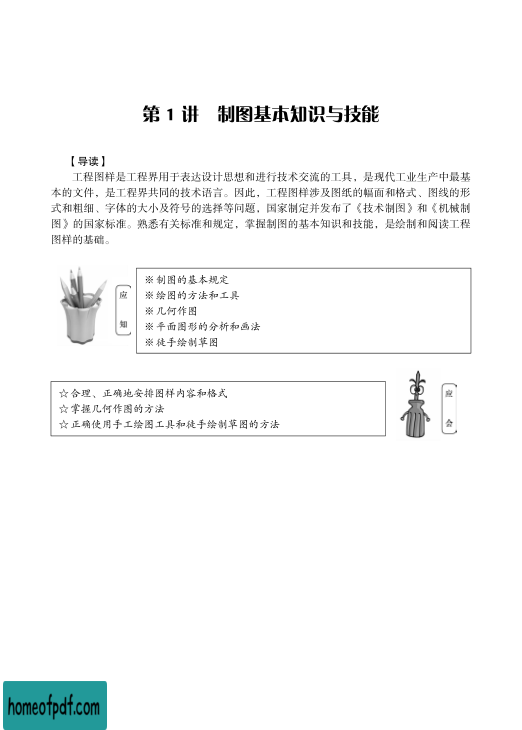 第 1 讲　制图基本知识与技能
【导读】
工程图样是工程界用于表达设计思想和进行技术交流的工具，是现代工业生产中最基
本的文件，是工程界共同的技术语言。因此，工程图样涉及图纸的幅面和格式、图线的形
式和粗细、字体的大小及符号的选择等问题，国家制定并发布了《技术制图》和《机械制
图》的国家标准。熟悉有关标准和规定，掌握制图的基本知识和技能，是绘制和阅读工程
图样的基础。
应
知
※ 制图的基本规定
※ 绘图的方法和工具
※ 几何作图
※ 平面图形的分析和画法
※ 徒手绘制草图
☆ 合理、正确地安排图样内容和格式
☆ 掌握几何作图的方法
☆ 正确使用手工绘图工具和徒手绘制草图的方法
应
会
homeofpdf.com